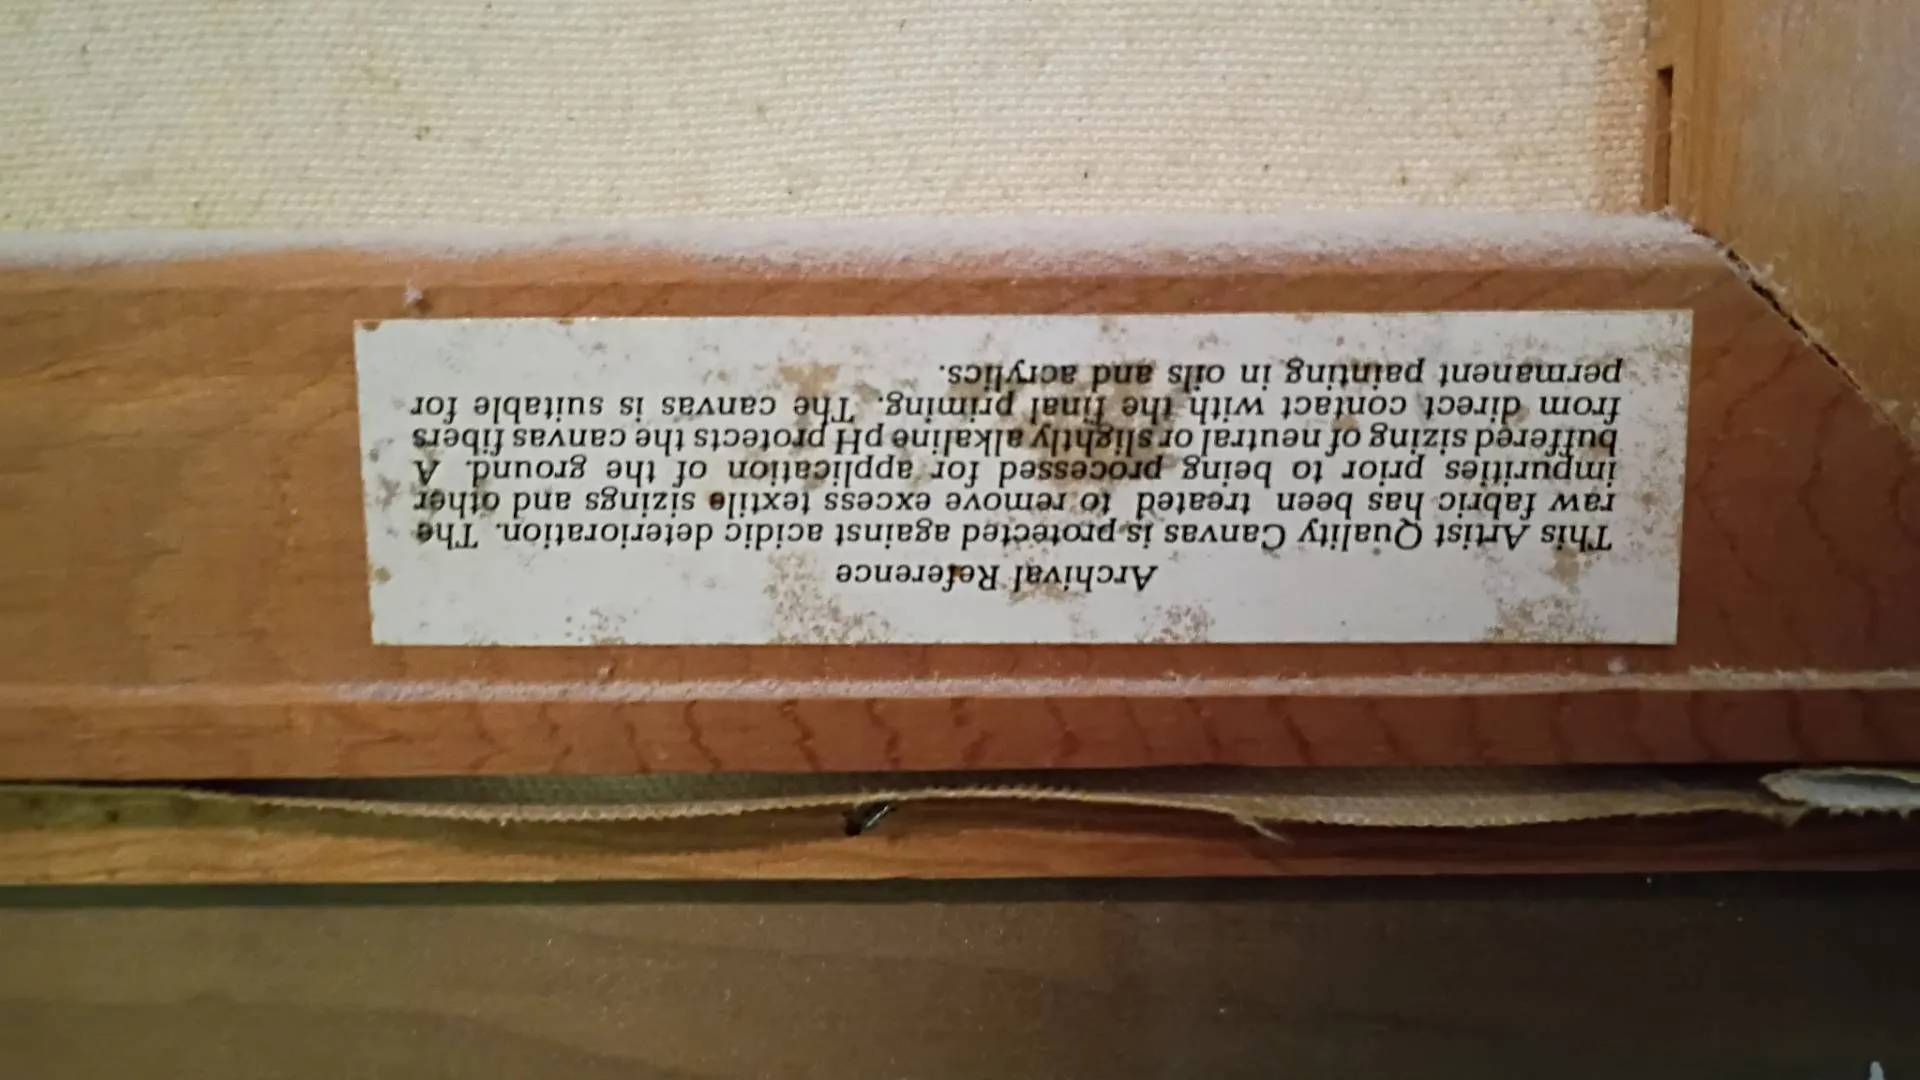 Archival Reference
This Artist Quality Canvas is protected against acidic deterioration. The
raw fabric has been treated to remove excess textile sizings and other
impurities prior to being processed for application of the ground. A
buffered sizing of neutral or slightly alkaline pH protects the canvas fibers
from direct contact with the final priming. The canvas is suitable for
permanent painting in oils and acrylics.